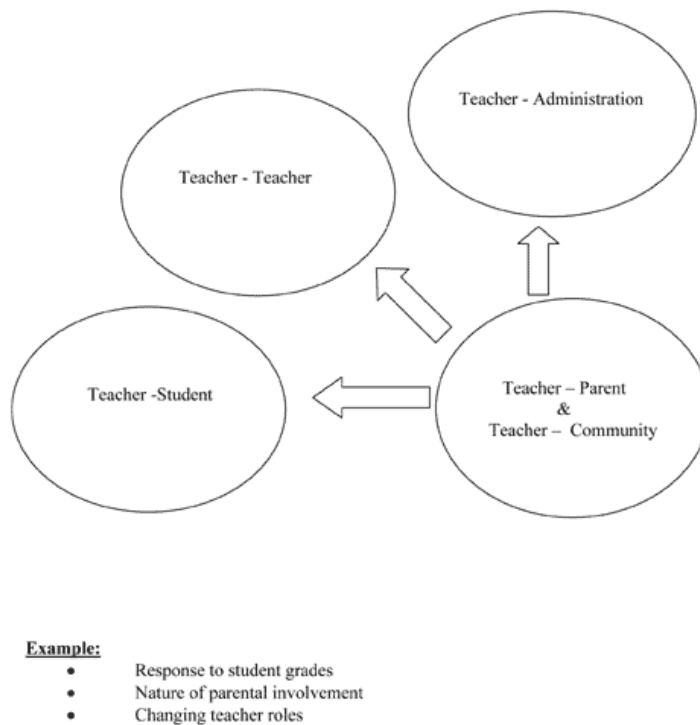 Teacher - Administration
Teacher - Teacher
Teacher -Student
Teacher – Parent
&
Teacher – Community
Example:
● Response to student grades
● Nature of parental involvement
● Changing teacher roles